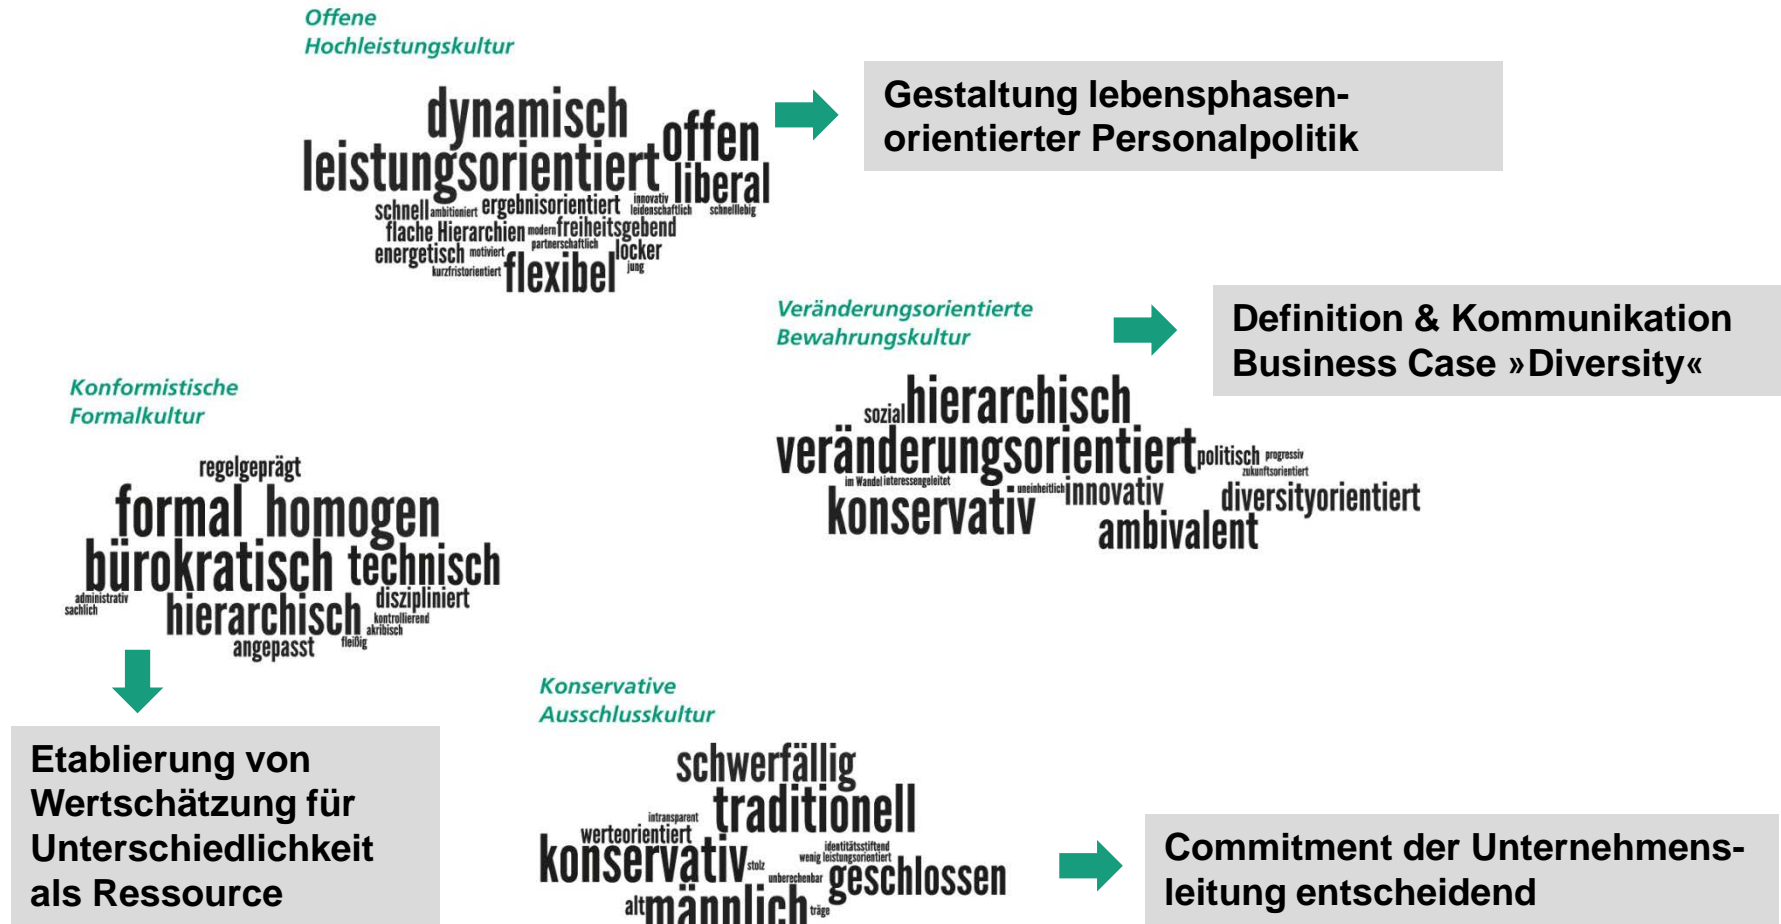 Offene
Hochleistungskultur
dynamisch
leistungsorientiert offen
liberal
schnell ambitioniert ergebnisorientiert innovativ
leidenschaftlich schnelllebig
flache Hierarchien modern freiheitsgebend
energetisch motiviert partnerschaftlich locker
kurzfristorientiert flexibel jung
Gestaltung lebensphasen-
orientierter Personalpolitik
Veränderungsorientierte
Bewahrungskultur
sozial hierarchisch
veränderungsorientiert politisch progressiv
zukunftsorientiert
im Wandel interessengeleitet
konservativ uneinheitlich innovativ diversityorientiert
ambivalent
Definition & Kommunikation
Business Case »Diversity«
Konformistische
Formalkultur
regelgeprägt
formal homogen
bürokratisch technisch
administrativ
sachlich
hierarchisch diszipliniert
kontrollierend
akribisch
angepasst fleißig
Etablierung von
Wertschätzung für
Unterschiedlichkeit
als Ressource
Konservative
Ausschlusskultur
schwerfällig
intransparent traditionell
werteorientiert
konservativ stolz
identitätsstiftend
wenig leistungsorientiert
unberechenbar geschlossen
alt männlich träge
Commitment der Unternehmens-
leitung entscheidend